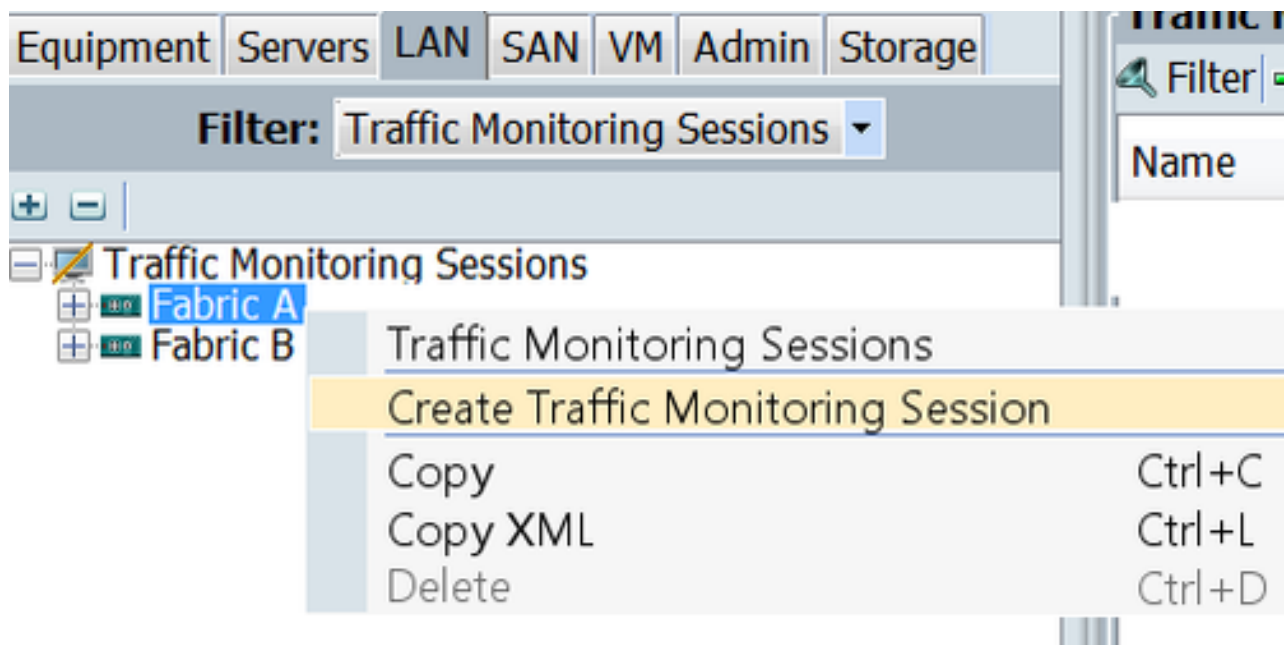 Equipment Servers LAN SAN VM Admin Storage
Filter: Traffic Monitoring Sessions
Traffic Monitoring Sessions
Fabric A
Fabric B
Traffic Monitoring Sessions
Create Traffic Monitoring Session
Copy Ctrl+C
Copy XML Ctrl+L
Delete Ctrl+D
Traffic
Filter
Name